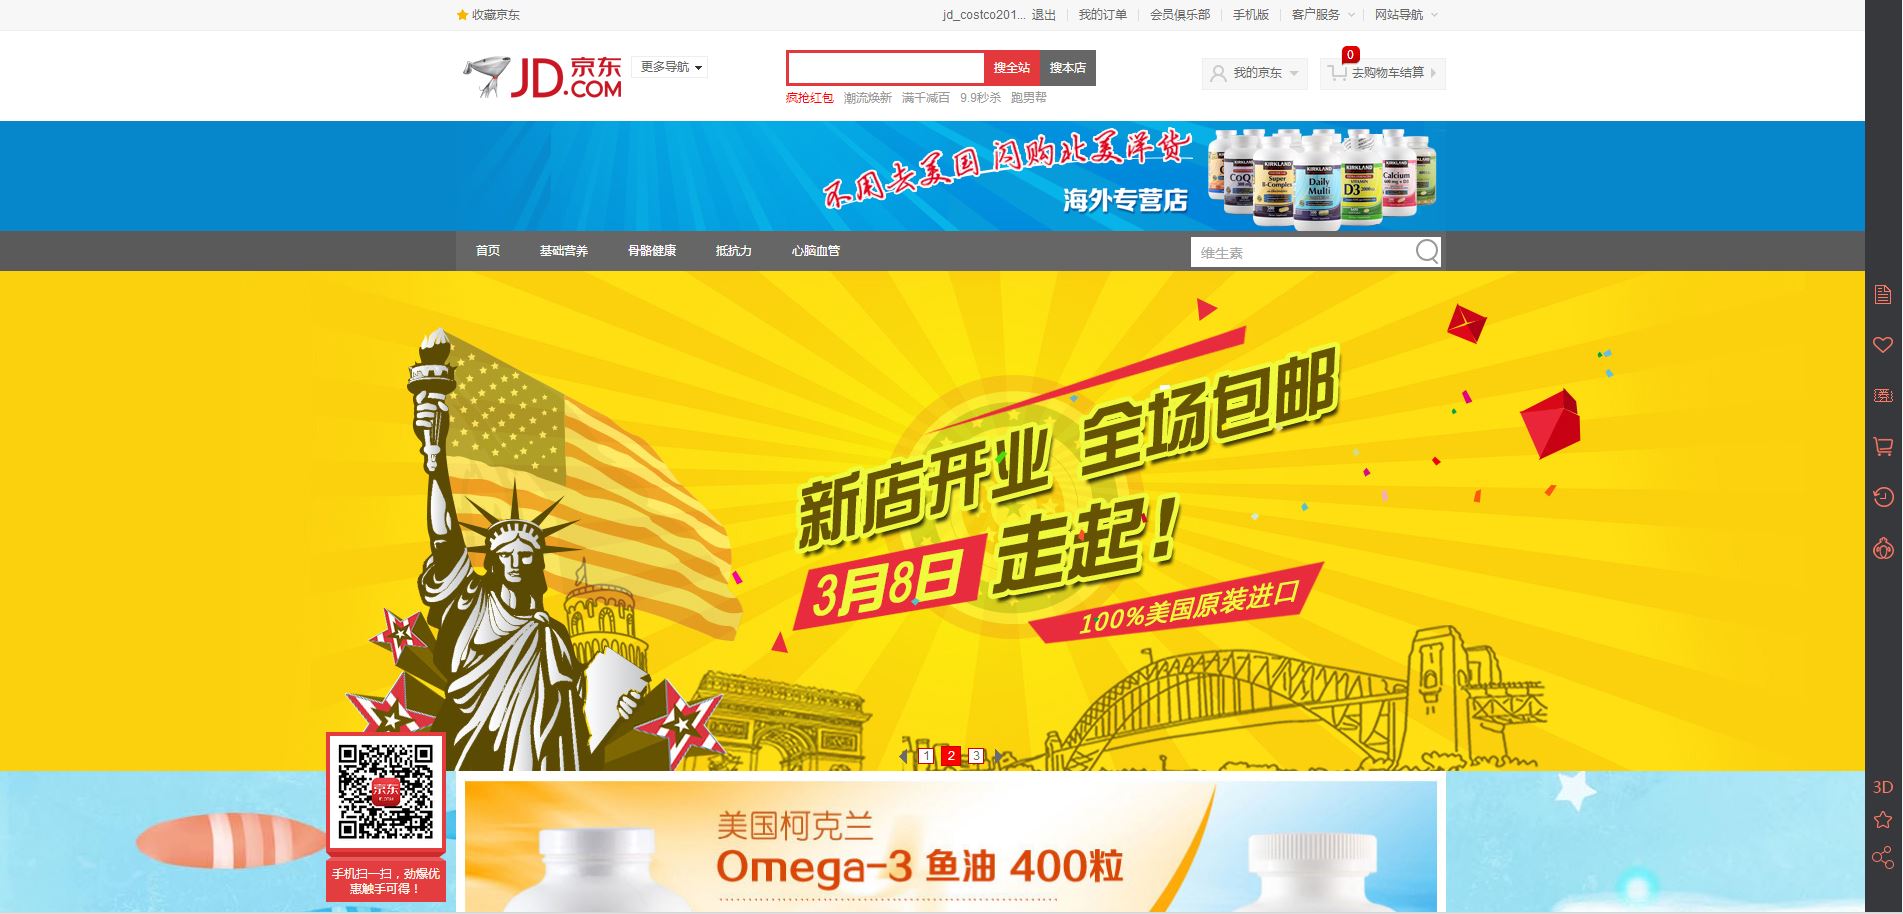 收藏京东
jd_costco201... 退出 我的订单 会员俱乐部 手机版 客户服务 网站导航
JD.COM 京东
更多导航
搜全站 搜本店
疯抢红包 潮流焕新 满千减百 9.9秒杀 跑男帮
我的京东
0
去购物车结算
不用去美国 闪购北美洋货
海外专营店
KIRKLAND
CoQ
KIRKLAND
Super
B-Complex
KIRKLAND
Daily
Multi
KIRKLAND
D3
KIRKLAND
Calcium
首页 基础营养 骨骼健康 抵抗力 心脑血管
维生素
新店开业 全场包邮
3月8日 走起!
100%美国原装进口
1 2 3
京东
手机扫一扫，劲爆优
惠触手可得！
美国柯克兰
Omega-3 鱼油 400粒
券
3D